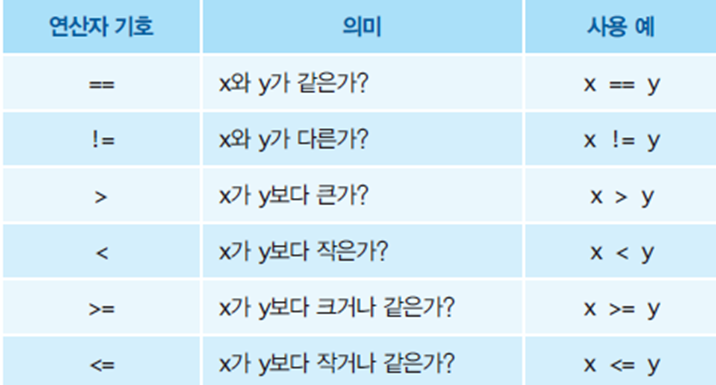 연산자 기호 의미 사용 예
== x와 y가 같은가? x == y
!= x와 y가 다른가? x != y
> x가 y보다 큰가? x > y
< x가 y보다 작은가? x < y
>= x가 y보다 크거나 같은가? x >= y
<= x가 y보다 작거나 같은가? x <= y